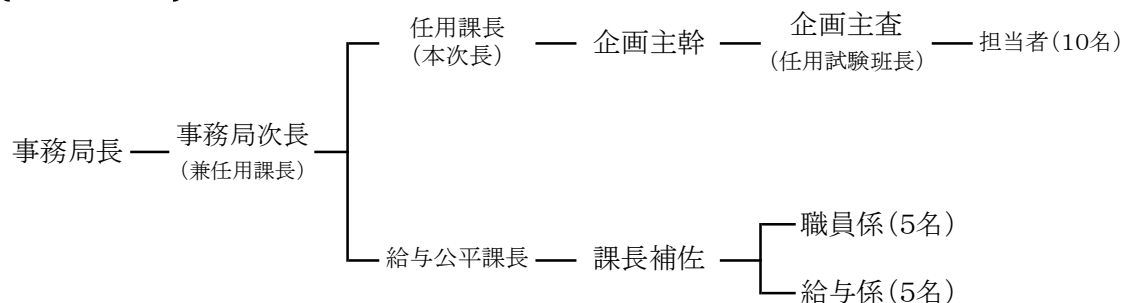 任用課長
(本次長)
企画主幹
企画主査
(任用試験班長)
担当者(10名)
事務局長
事務局次長
(兼任用課長)
給与公平課長
課長補佐
職員係(5名)
給与係(5名)